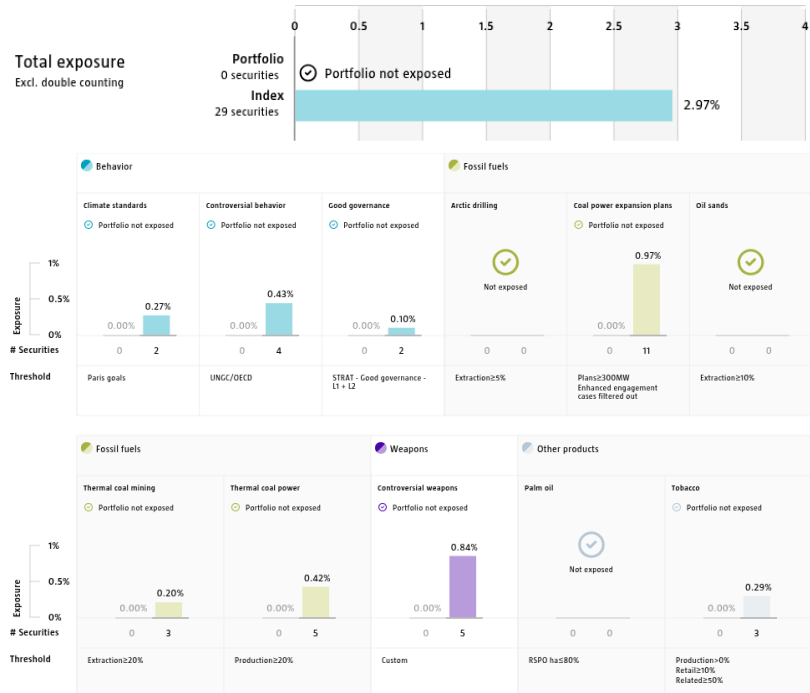 0 0.5 1 1.5 2 2.5 3 3.5 4
Total exposure
Excl. double counting
Portfolio
0 securities
Portfolio not exposed
Index
29 securities
2.97%
Behavior
Fossil fuels
Climate standards
Controversial behavior
Good governance
Arctic drilling
Coal power expansion plans
Oil sands
Portfolio not exposed
Portfolio not exposed
Portfolio not exposed
Portfolio not exposed
Not exposed
Not exposed
Exposure
1%
0.5%
0%
0.00% 0.27%
0.00% 0.43%
0.00% 0.10%
0.00% 0.97%
# Securities
0 2
0 4
0 2
0 0
0 11
0 0
Threshold
Paris goals
UNGC/OECD
STRAT - Good governance -
L1 + L2
Extraction≥5%
Plans≥300MW
Enhanced engagement
cases filtered out
Extraction≥10%
Fossil fuels
Weapons
Other products
Thermal coal mining
Thermal coal power
Controversial weapons
Palm oil
Tobacco
Portfolio not exposed
Portfolio not exposed
Portfolio not exposed
Portfolio not exposed
Not exposed
Exposure
1%
0.5%
0%
0.00% 0.20%
0.00% 0.42%
0.00% 0.84%
0.00% 0.29%
# Securities
0 3
0 5
0 5
0 0
0 3
Threshold
Extraction≥20%
Production≥20%
Custom
RSPO ha≤80%
Production>0%
Retail≥10%
Related≥50%